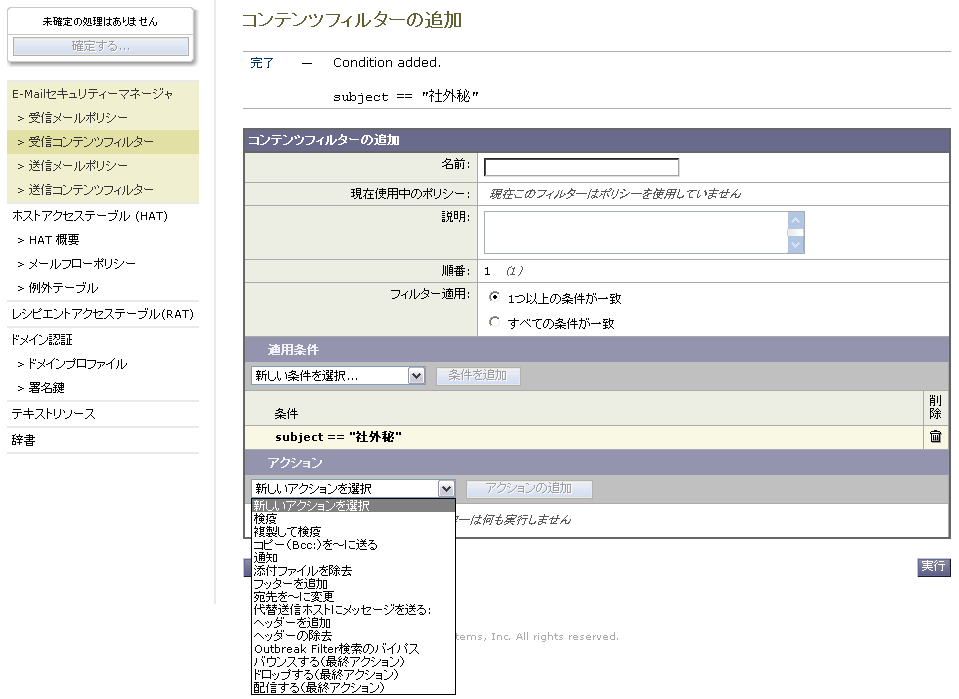 未確定の処理はありません
確定する...
E-Mailセキュリティーマネージャ
> 受信メールポリシー
> 受信コンテンツフィルター
> 送信メールポリシー
> 送信コンテンツフィルター
ホストアクセステーブル (HAT)
> HAT 概要
> メールフローポリシー
> 例外テーブル
レシピエントアクセステーブル(RAT)
ドメイン認証
> ドメインプロファイル
> 署名鍵
テキストリソース
辞書
コンテンツフィルターの追加
完了 — Condition added.
subject == "社外秘"
コンテンツフィルターの追加
名前:
現在使用中のポリシー: 現在このフィルターはポリシーを使用していません
説明:
順番: 1 (1)
フィルター適用: 1つ以上の条件が一致
すべての条件が一致
適用条件
新しい条件を選択... 条件を追加
条件 削除
subject == "社外秘"
アクション
新しいアクションを選択 アクションの追加
新しいアクションを選択
検疫
ーは何も実行しません
複製して検疫
コピー(Bcc:)を～に送る
通知
添付ファイルを除去
実行
フッターを追加
宛先を～に変更
代替送信ホストにメッセージを送る:
ヘッダーを追加
ヘッダーの除去
tems, Inc. All rights reserved.
Outbreak Filter検索のバイパス
バウンスする(最終アクション)
ドロップする(最終アクション)
配信する(最終アクション)